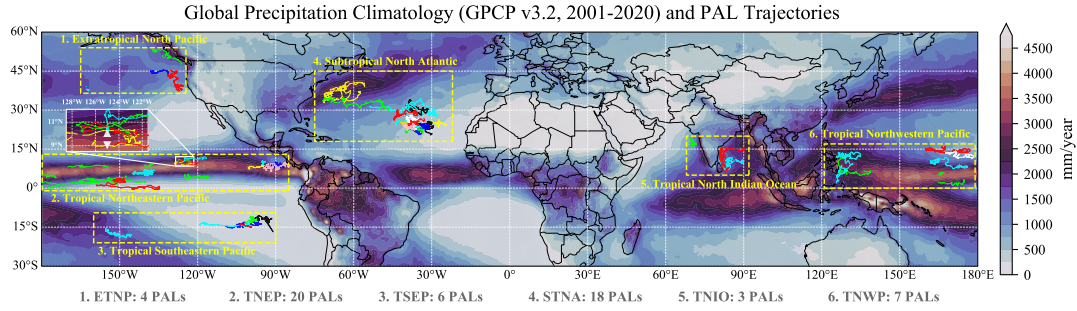 Global Precipitation Climatology (GPCP v3.2, 2001-2020) and PAL Trajectories
60°N
45°N
30°N
15°N
0°N
15°S
30°S
1. Extratropical North Pacific
4. Subtropical North Atlantic
128°W 126°W 124°W 122°W
11°N
9°N
6. Tropical Northwestern Pacific
5. Tropical North Indian Ocean
2. Tropical Northeastern Pacific
3. Tropical Southeastern Pacific
150°W 120°W 90°W 60°W 30°W 0° 30°E 60°E 90°E 120°E 150°E 180°E
4500
4000
3500
3000
2500
2000
1500
1000
500
0
mm/year
1. ETNP: 4 PALs 2. TNEP: 20 PALs 3. TSEP: 6 PALs 4. STNA: 18 PALs 5. TNIO: 3 PALs 6. TNWP: 7 PALs